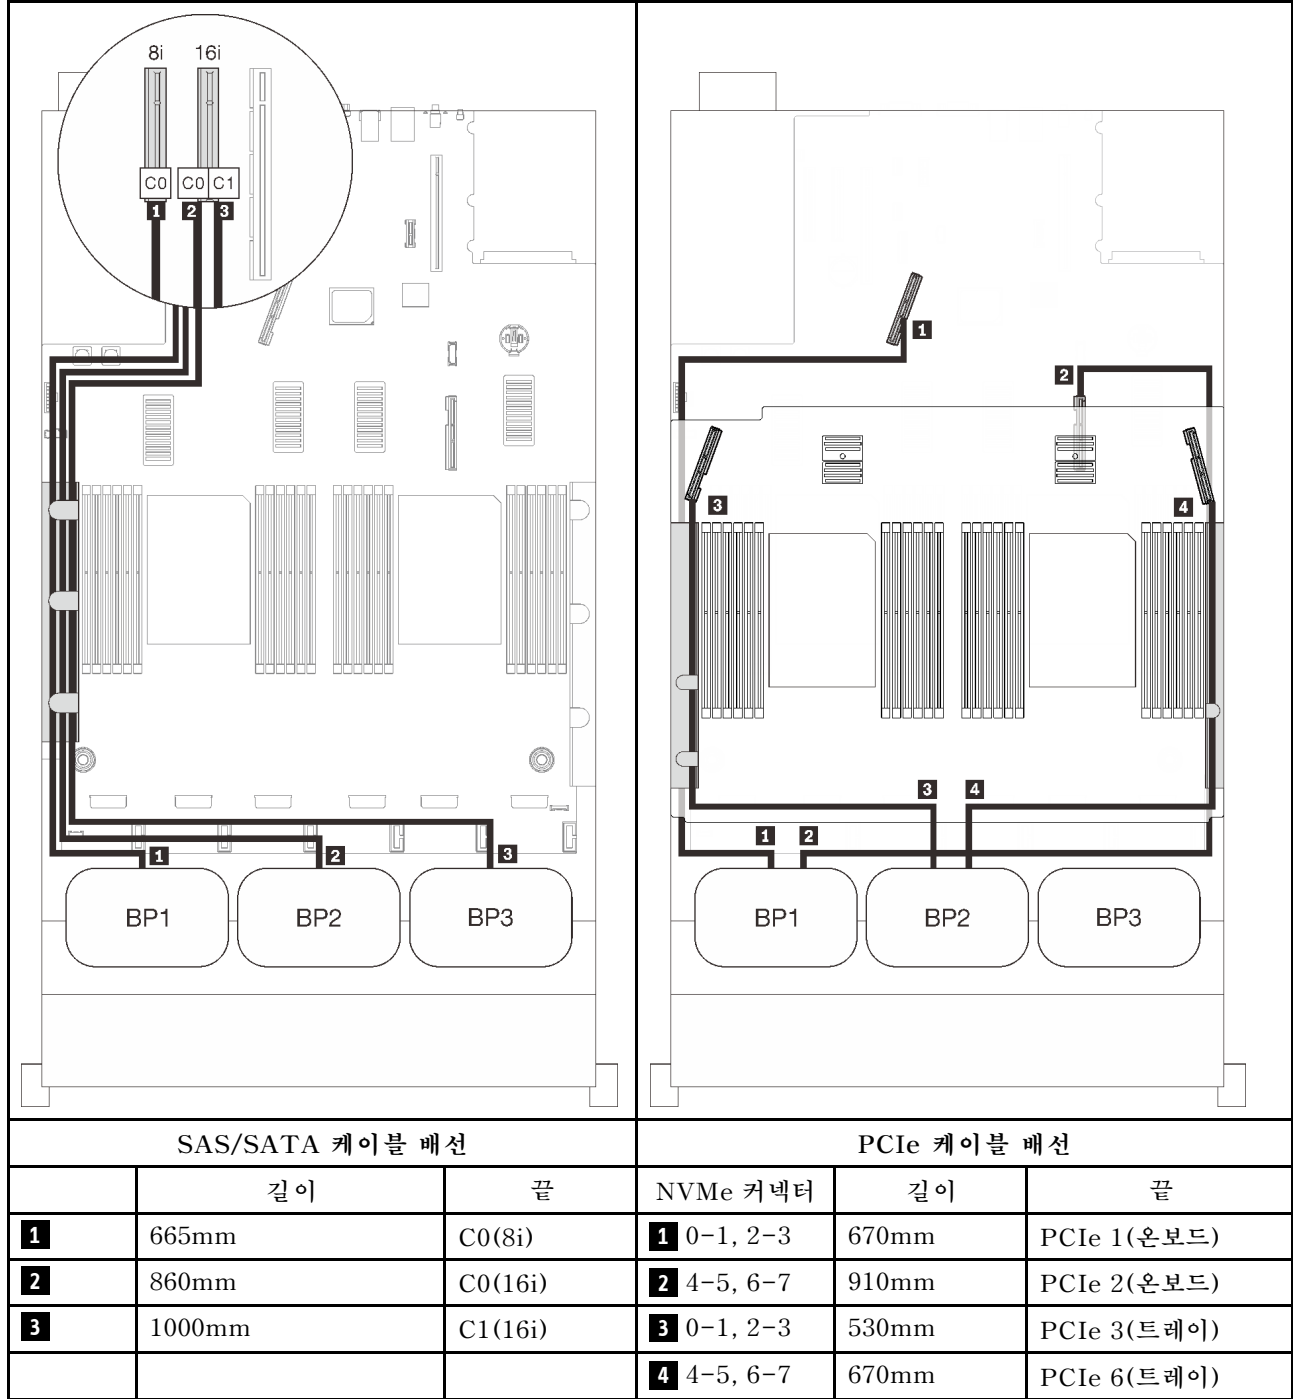 8i 16i
C0 C0 C1
1 2 3
1
2
3
4
3 4
1 2
1 2 3
BP1 BP2 BP3
BP1 BP2 BP3
SAS/SATA 케이블 배선 PCIe 케이블 배선
길이 끝 NVMe 커넥터 길이 끝
1 665mm C0(8i) 1 0-1, 2-3 670mm PCIe 1(온보드)
2 860mm C0(16i) 2 4-5, 6-7 910mm PCIe 2(온보드)
3 1000mm C1(16i) 3 0-1, 2-3 530mm PCIe 3(트레이)
4 4-5, 6-7 670mm PCIe 6(트레이)